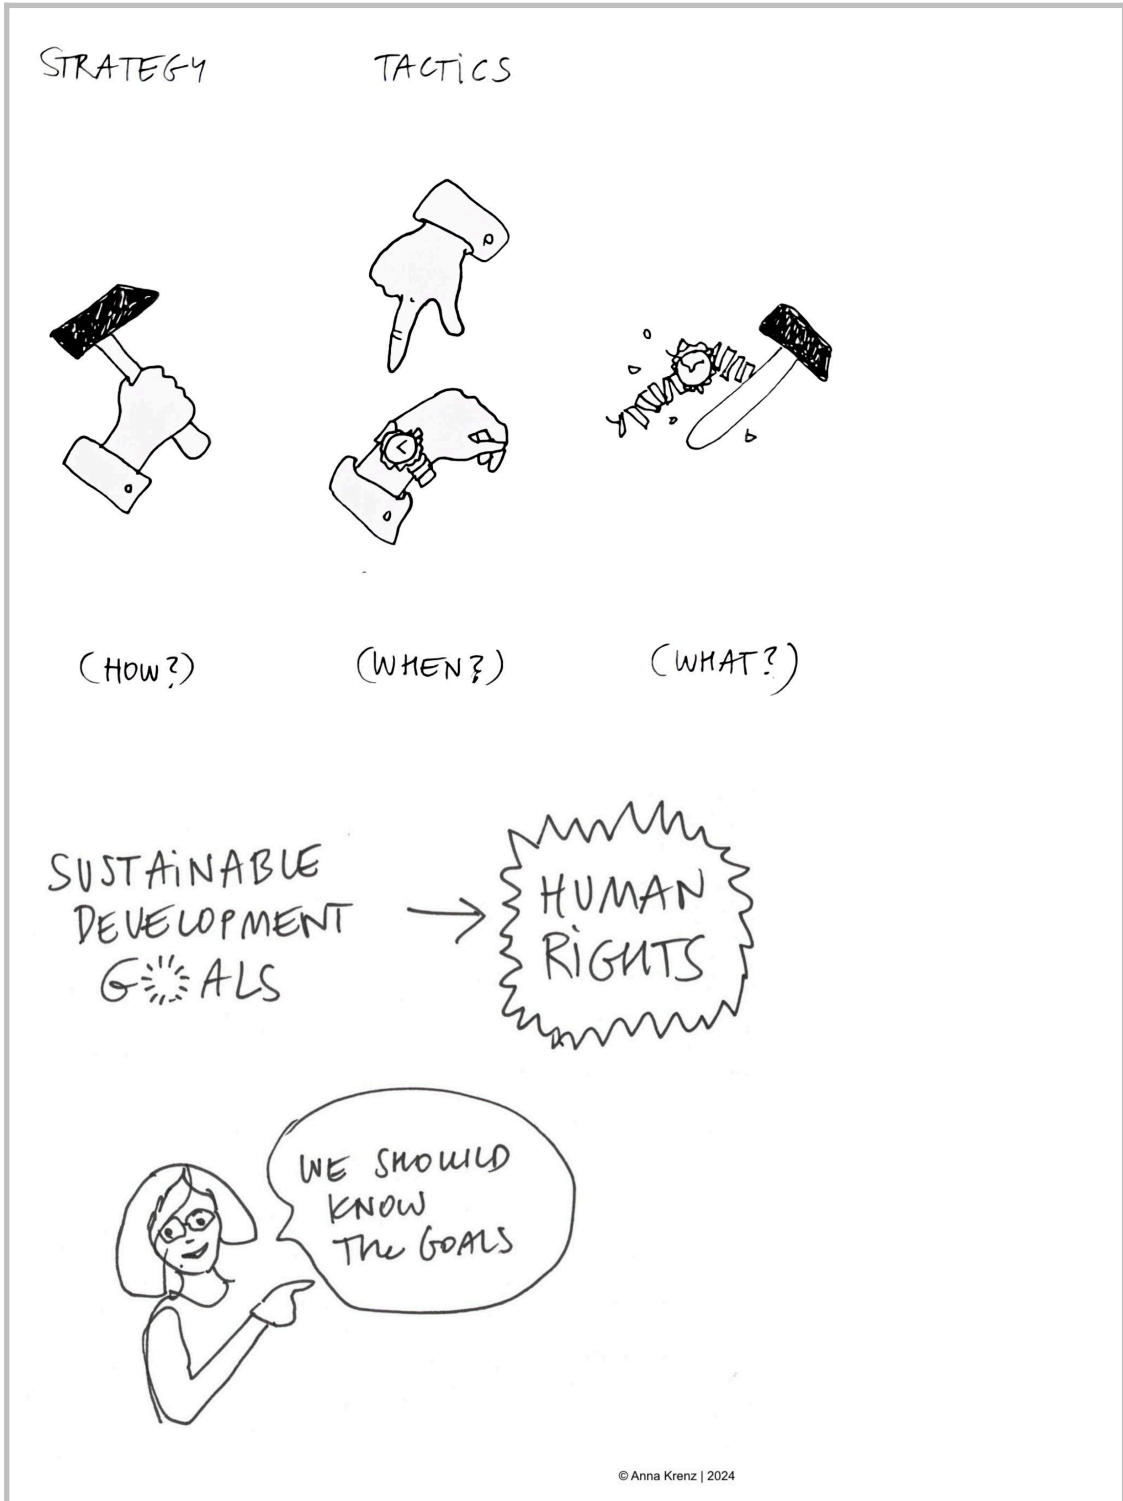 STRATEGY TACTICS
(HOW?) (WHEN?) (WHAT?)
SUSTAINABLE
DEVELOPMENT
GOALS
→
HUMAN
RIGHTS
WE SHOULD
KNOW
The GOALS
© Anna Krenz | 2024